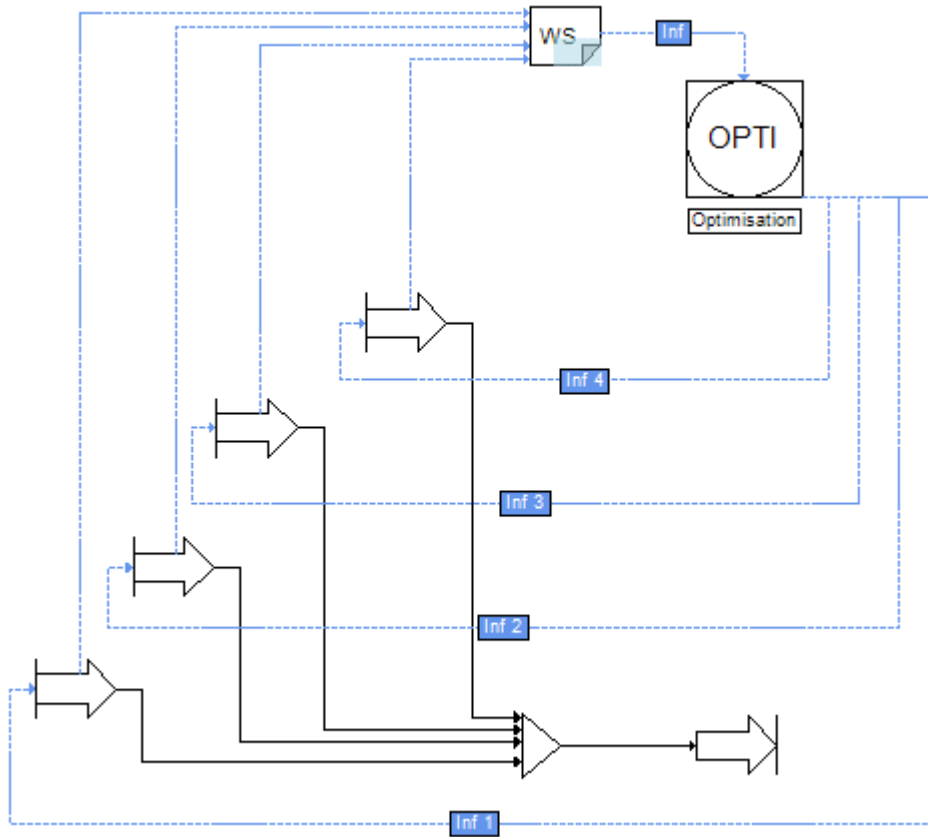 WS
Inf
OPTI
Optimisation
Inf 4
Inf 3
Inf 2
Inf 1